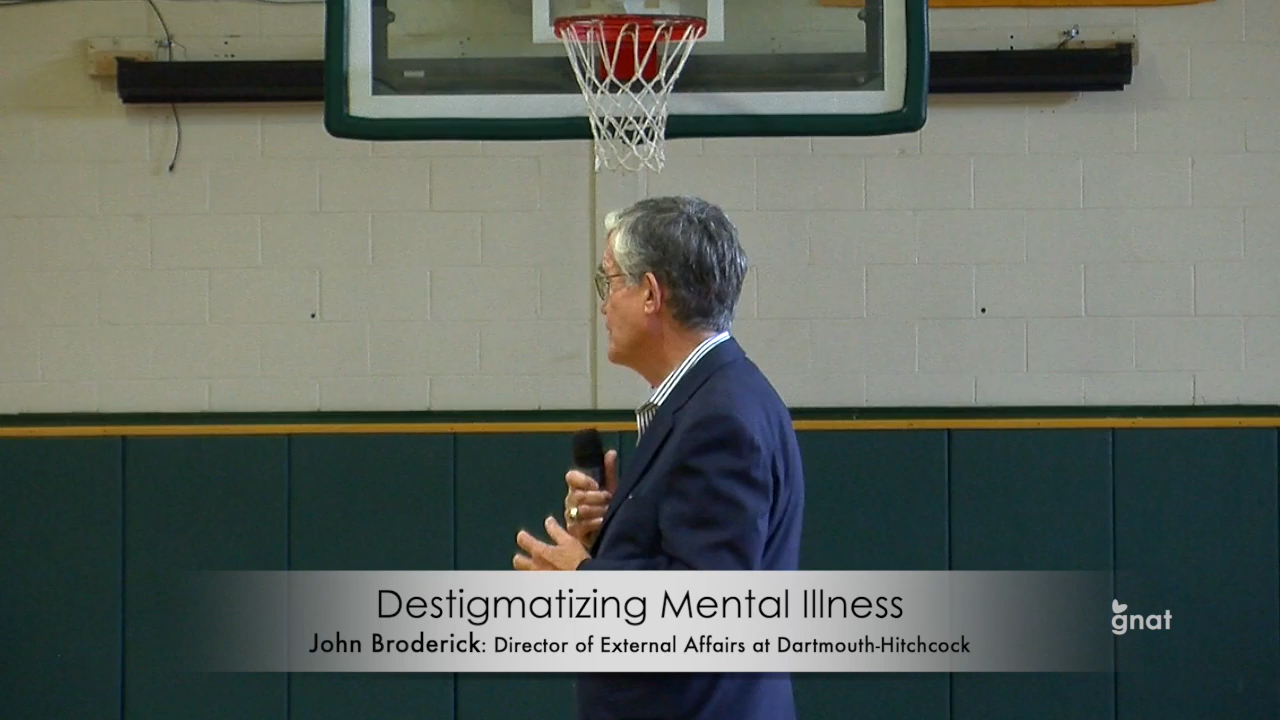 Destigmatizing Mental Illness
John Broderick: Director of External Affairs at Dartmouth-Hitchcock
gnat